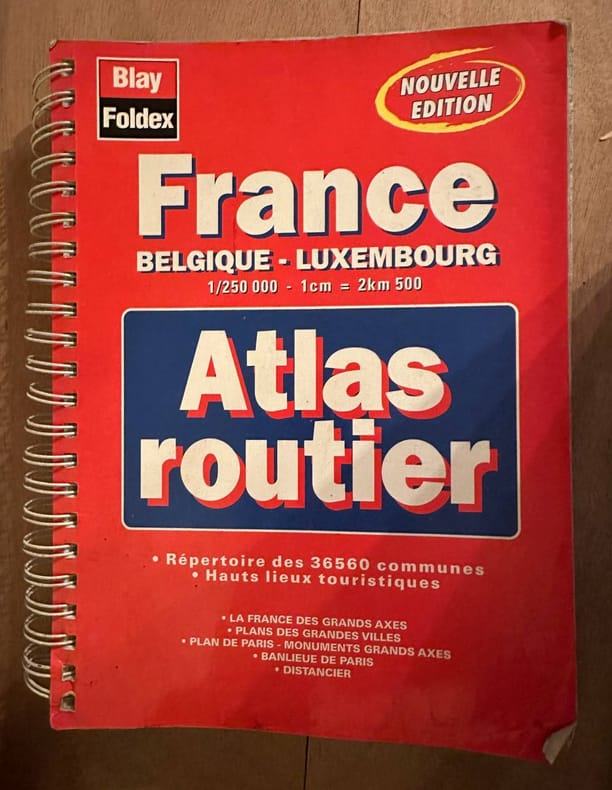 Blay
Foldex
NOUVELLE
EDITION
France
BELGIQUE - LUXEMBOURG
1/250 000 - 1cm = 2km 500
Atlas
routier
• Répertoire des 36560 communes
• Hauts lieux touristiques
• LA FRANCE DES GRANDS AXES
• PLANS DES GRANDES VILLES
• PLAN DE PARIS - MONUMENTS GRANDS AXES
• BANLIEUE DE PARIS
• DISTANCIER